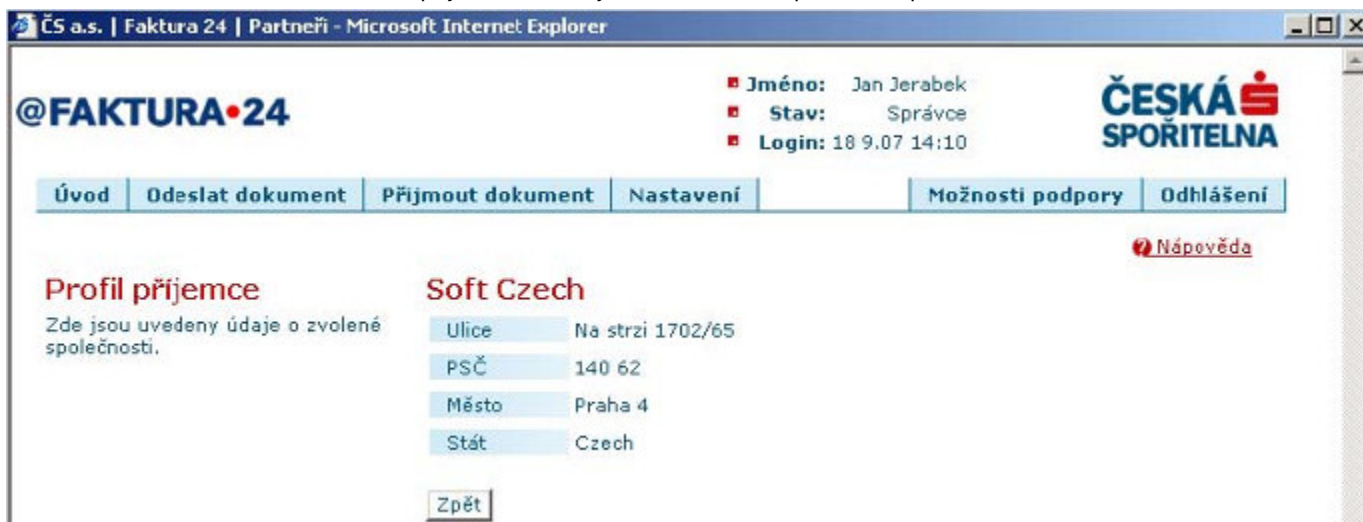 ČS a.s. | Faktura 24 | Partneři - Microsoft Internet Explorer
@FAKTURA•24
Jméno: Jan Jerabek
Stav: Správce
Login: 18 9.07 14:10
ČESKÁ
SPOŘITELNA
Úvod Odeslat dokument Přijmout dokument Nastavení Možnosti podpory Odhlášení
Nápověda
Profil příjemce
Zde jsou uvedeny údaje o zvolené
společnosti.
Soft Czech
Ulice Na strzi 1702/65
PSČ 140 62
Město Praha 4
Stát Czech
Zpět